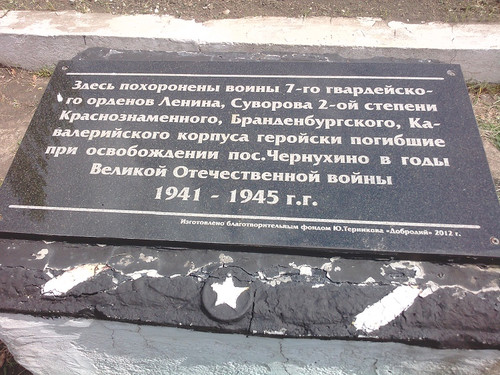 Здесь похоронены воины 7-го гвардейско-
го орденов Ленина, Суворова 2-ой степени
Краснознаменного, Бранденбургского, Ка-
валерийского корпуса геройски погибшие
при освобождении пос.Чернухино в годы
Великой Отечественной войны
1941 - 1945 г.г.
Изготовлено благотворительным фондом Ю.Терникова «Добродий» 2012 г.